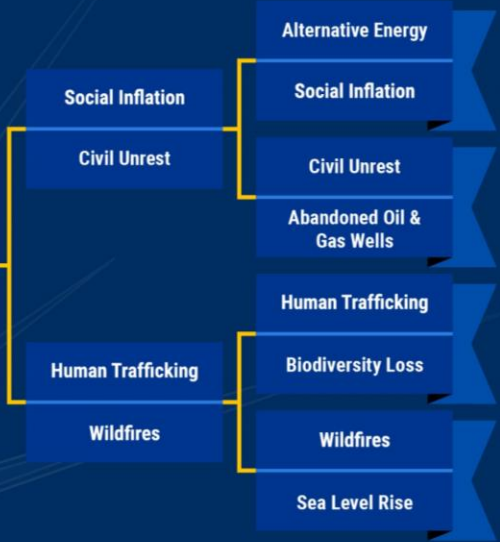 Alternative Energy
Social Inflation
Social Inflation
Civil Unrest
Civil Unrest
Abandoned Oil &
Gas Wells
Human Trafficking
Human Trafficking
Biodiversity Loss
Wildfires
Wildfires
Sea Level Rise